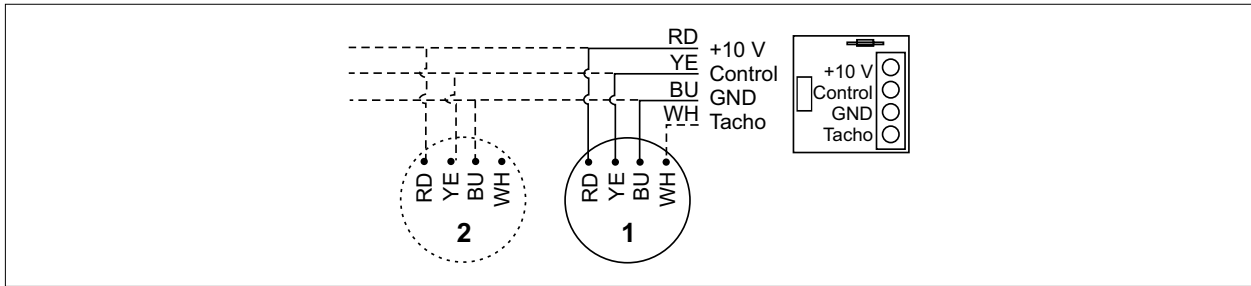 RD +10 V
YE Control
BU GND
WH Tacho
+10 V
Control
GND
Tacho
RD YE BU WH
2
RD YE BU WH
1